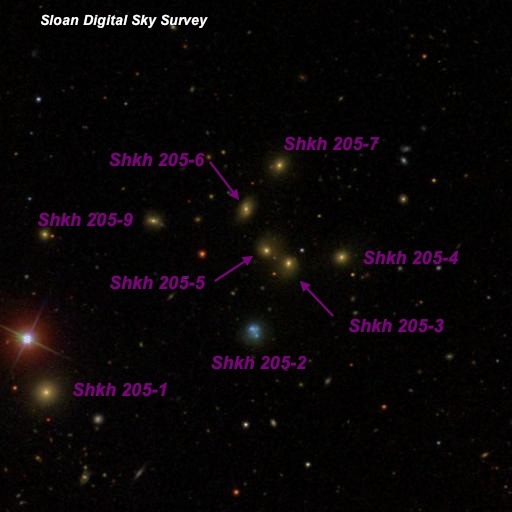 Sloan Digital Sky Survey
Shkh 205-7
Shkh 205-6
Shkh 205-9
Shkh 205-4
Shkh 205-5
Shkh 205-3
Shkh 205-2
Shkh 205-1